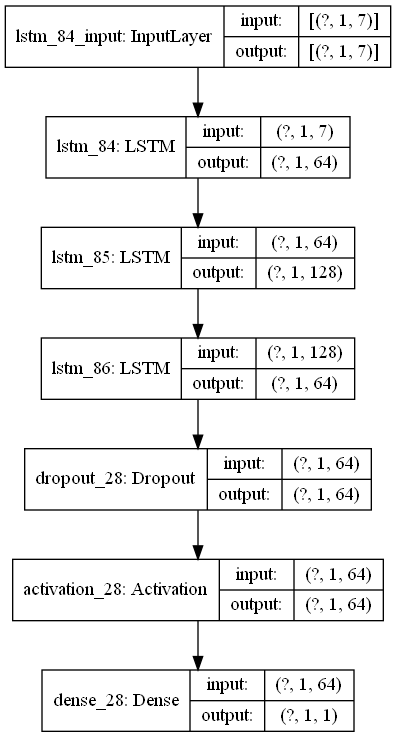 lstm_84_input: InputLayer
input: [(?, 1, 7)]
output: [(?, 1, 7)]
lstm_84: LSTM
input: (?, 1, 7)
output: (?, 1, 64)
lstm_85: LSTM
input: (?, 1, 64)
output: (?, 1, 128)
lstm_86: LSTM
input: (?, 1, 128)
output: (?, 1, 64)
dropout_28: Dropout
input: (?, 1, 64)
output: (?, 1, 64)
activation_28: Activation
input: (?, 1, 64)
output: (?, 1, 64)
dense_28: Dense
input: (?, 1, 64)
output: (?, 1, 1)